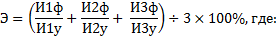 Э = (И1ф/И1у + И2ф/И2у + И3ф/И3у) ÷ 3 × 100%, где: